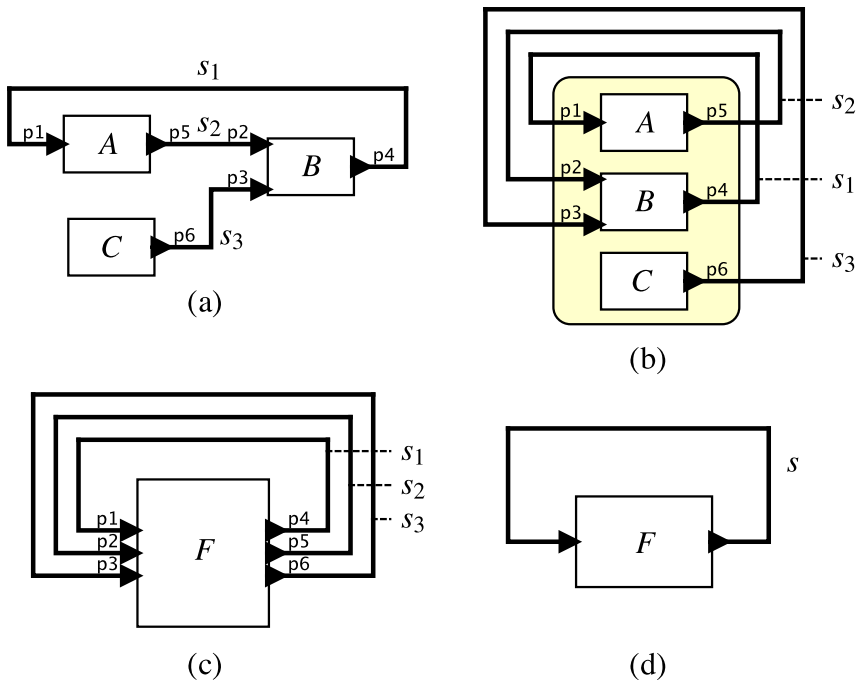 s1
p1 A p5 s2 p2 B p4
p3
C p6 s3
(a)
p1 A p5 s2
p2 B p4 s1
p3
C p6 s3
(b)
s1
s2
s3
p1 F p4
p2 p5
p3 p6
(c)
s
F
(d)